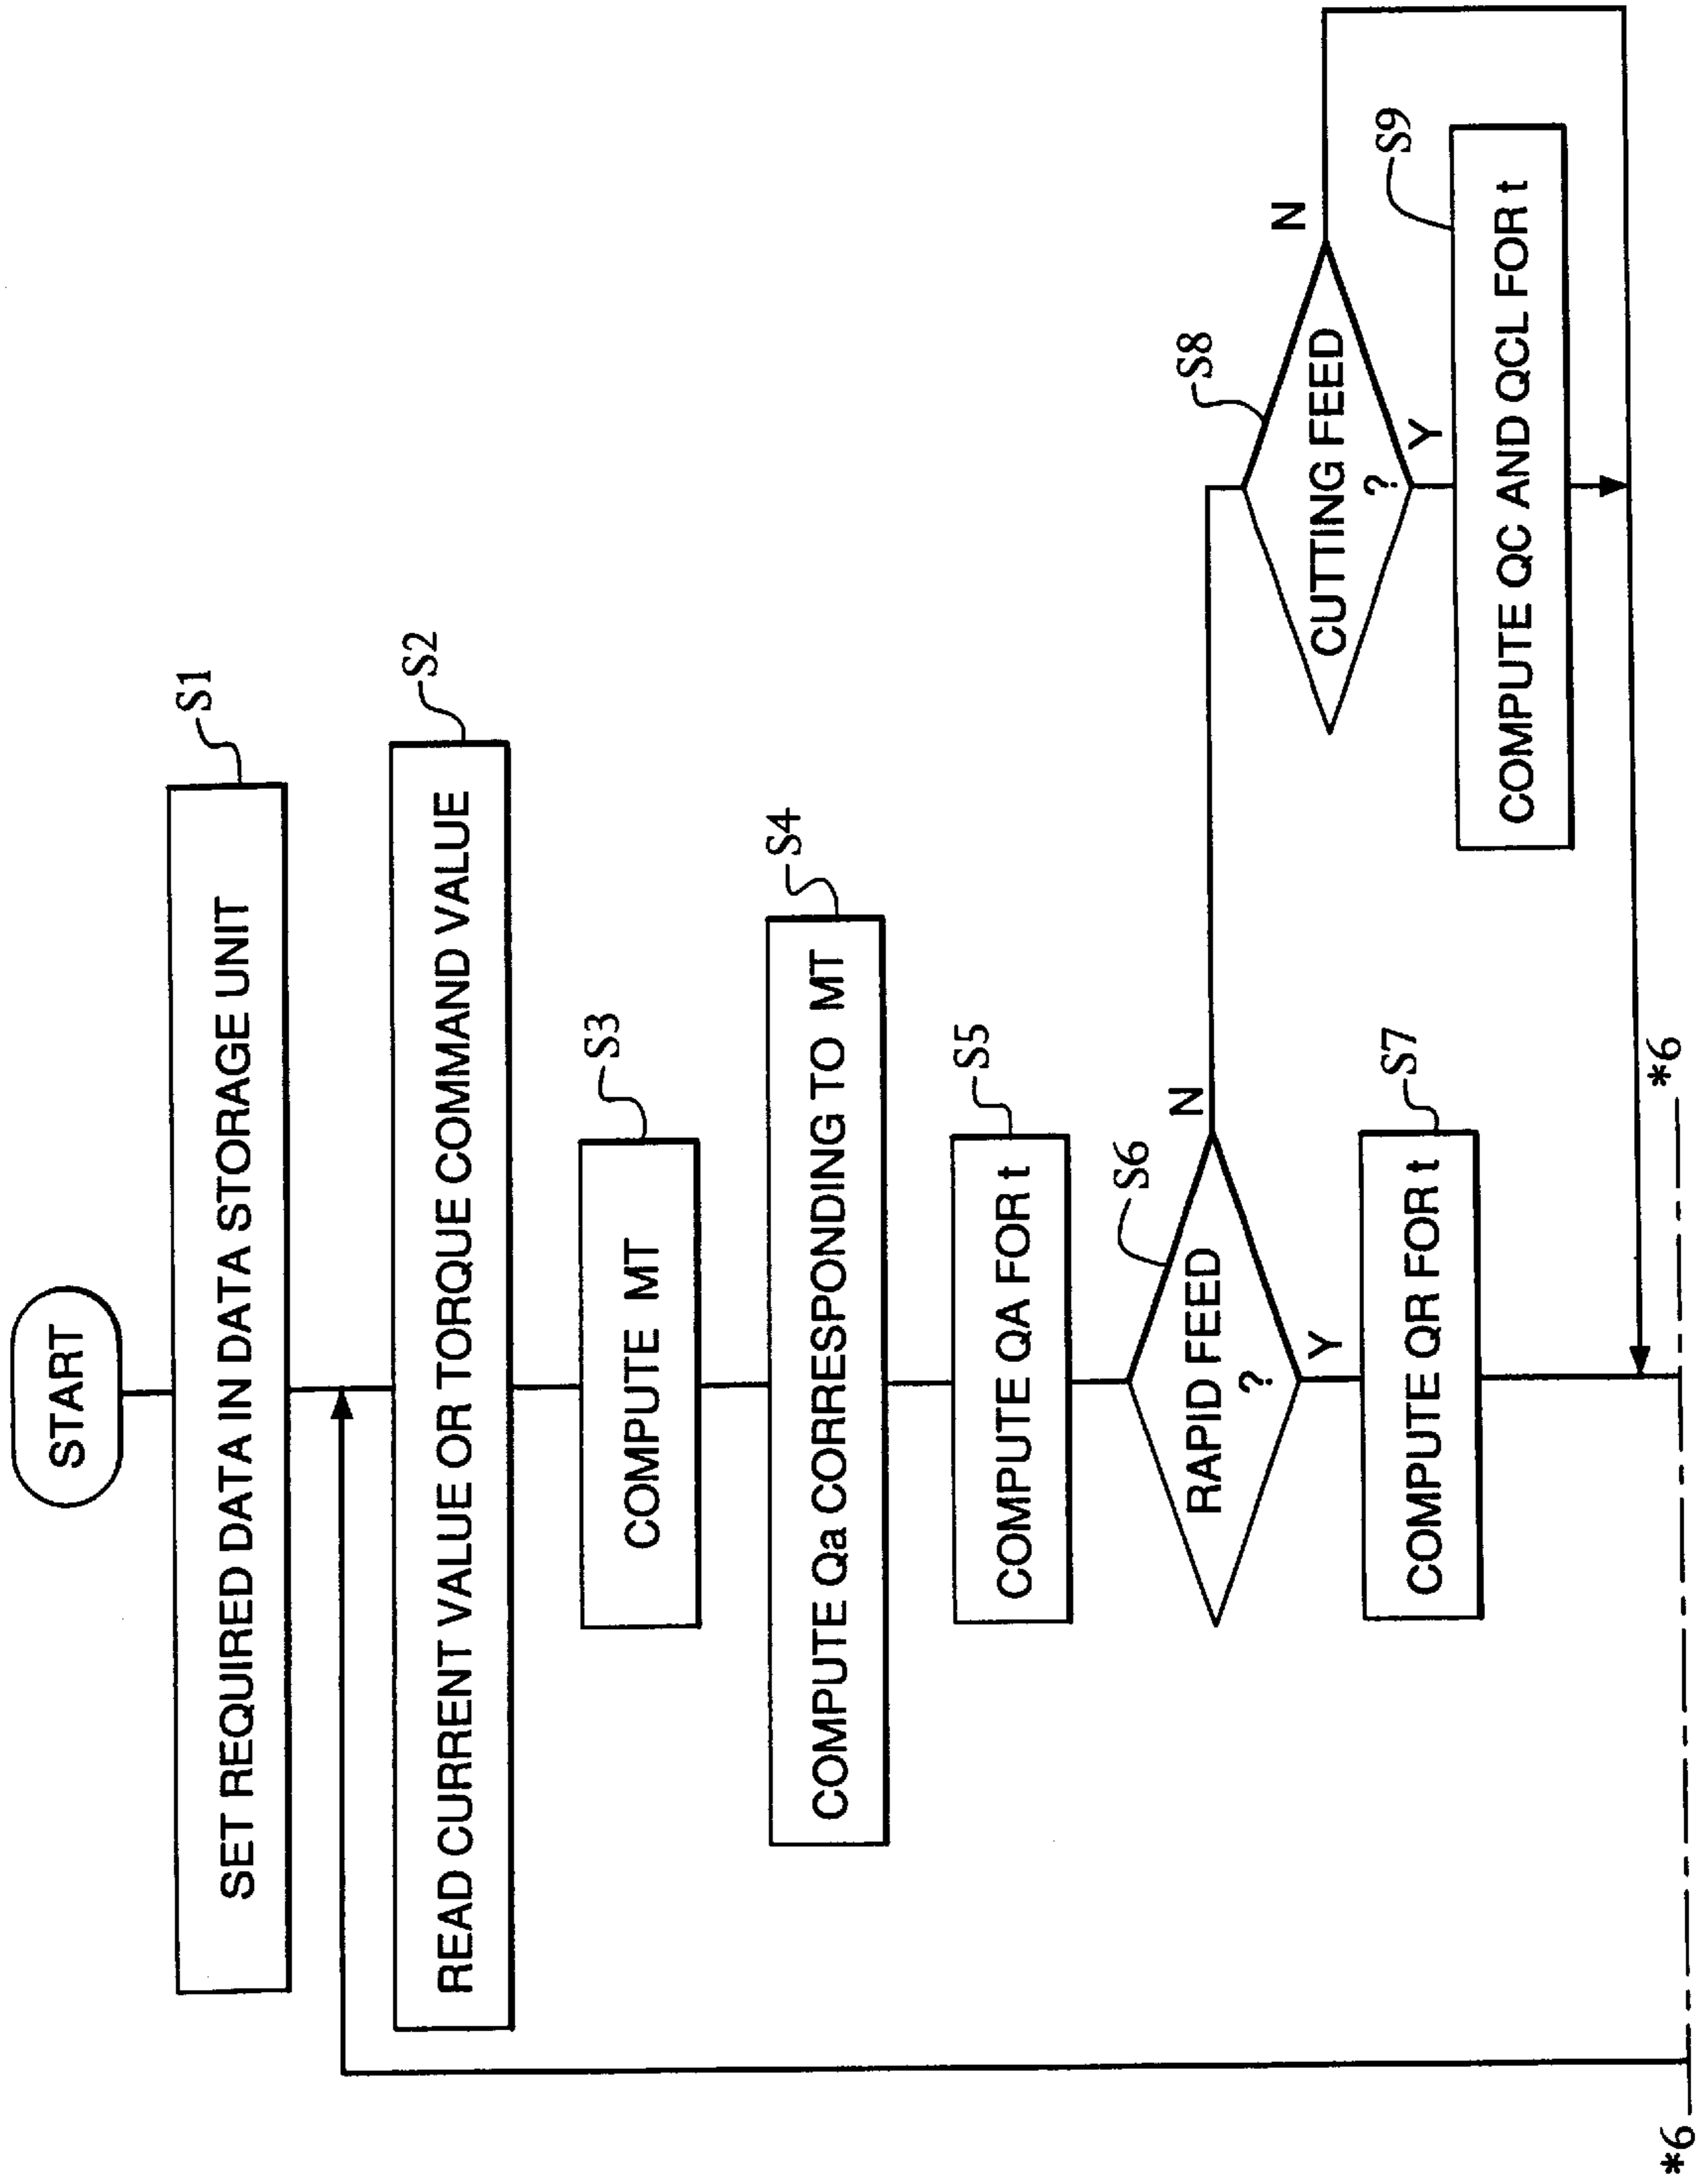 START
SET REQUIRED DATA IN DATA STORAGE UNIT
S1
READ CURRENT VALUE OR TORQUE COMMAND VALUE
S2
COMPUTE MT
S3
COMPUTE Qa CORRESPONDING TO MT
S4
COMPUTE QA FOR t
S5
RAPID FEED
?
S6
N
Y
COMPUTE QR FOR t
S7
CUTTING FEED
?
S8
N
Y
COMPUTE QC AND QCL FOR t
S9
*6
*6